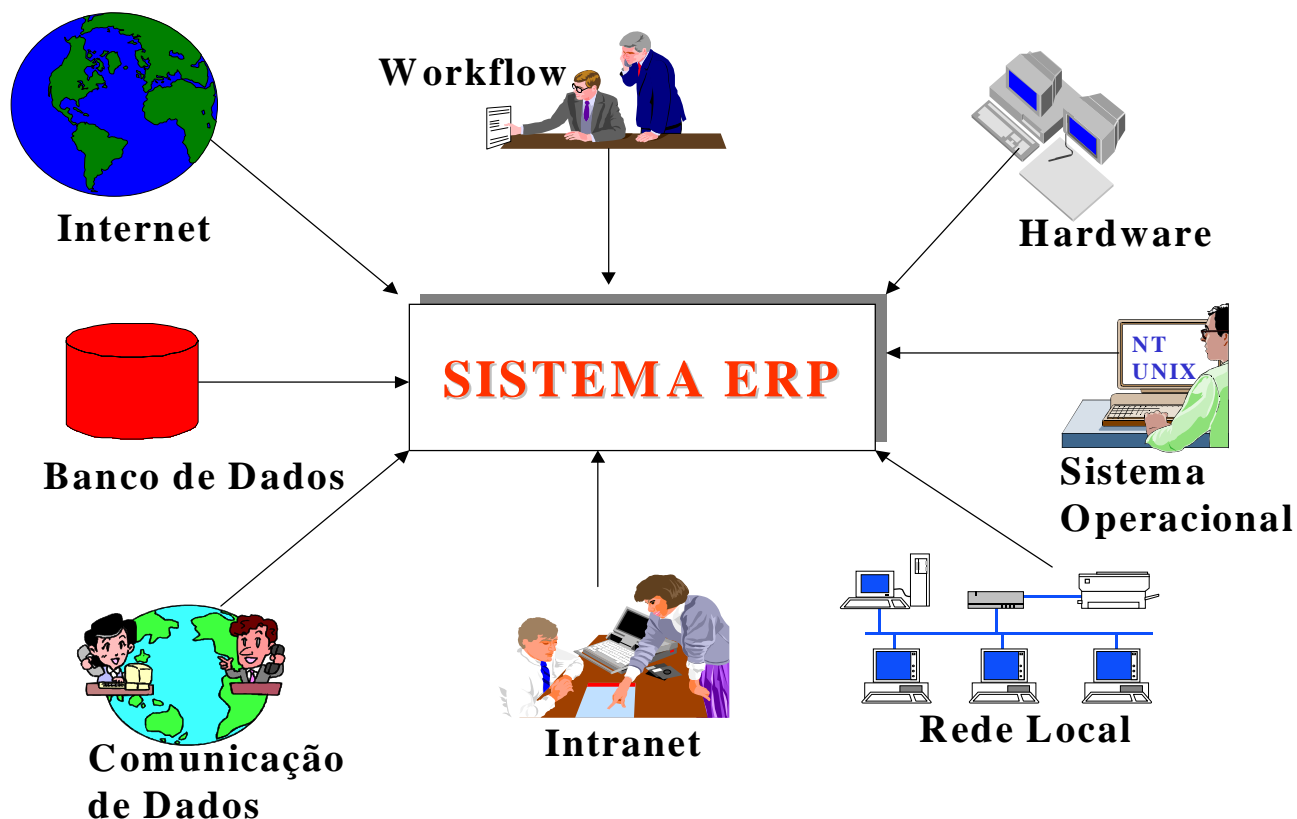 Workflow
Internet
Hardware
SISTEMA ERP
NT
UNIX
Banco de Dados
Sistema
Operacional
Comunicação
de Dados
Intranet
Rede Local